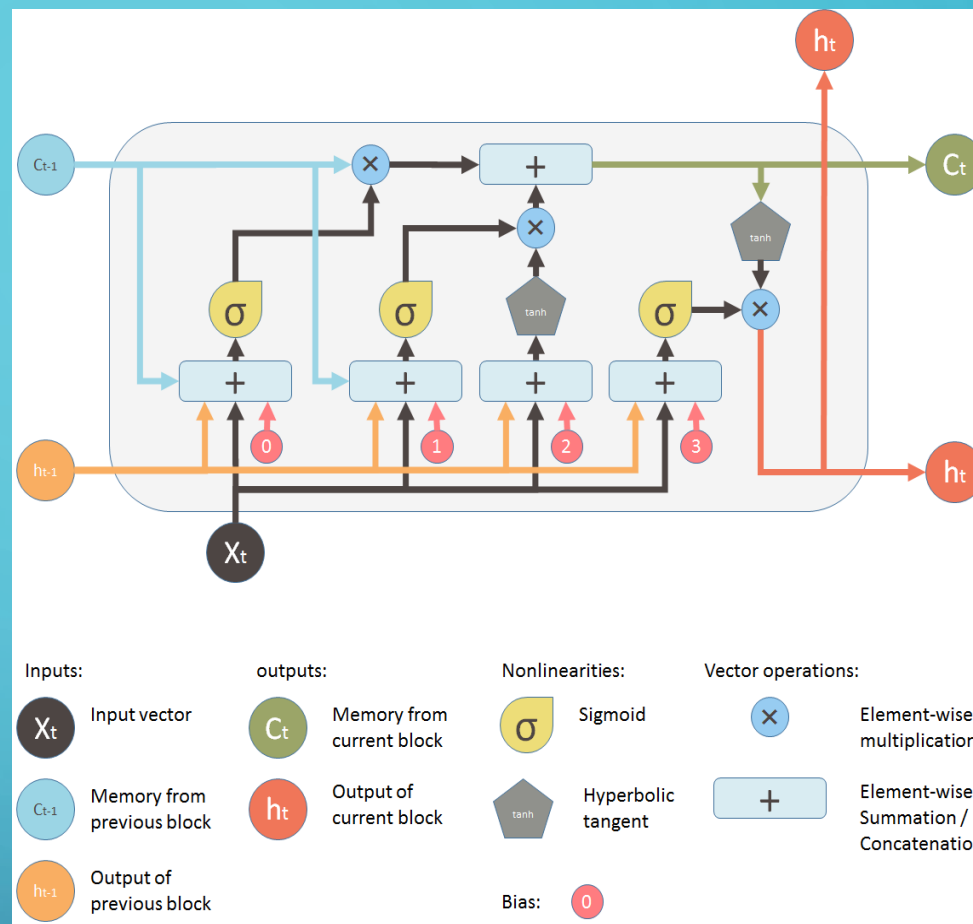 ht
Ct-1
×
+
Ct
tanh
×
σ
σ
tanh
σ
×
+
+
+
+
0
1
2
3
ht-1
ht
Xt
Inputs:
outputs:
Nonlinearities:
Vector operations:
Xt
Input vector
Ct
Memory from
current block
σ
Sigmoid
×
Element-wise
multiplication
Ct-1
Memory from
previous block
ht
Output of
current block
tanh
Hyperbolic
tangent
+
Element-wise
Summation /
Concatenatio
ht-1
Output of
previous block
Bias:
0